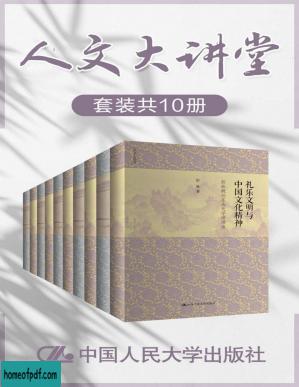 人文大讲堂
套装共10册
礼乐文明与
中国文化精神
中国人民大学出版社
homeofpdf.com